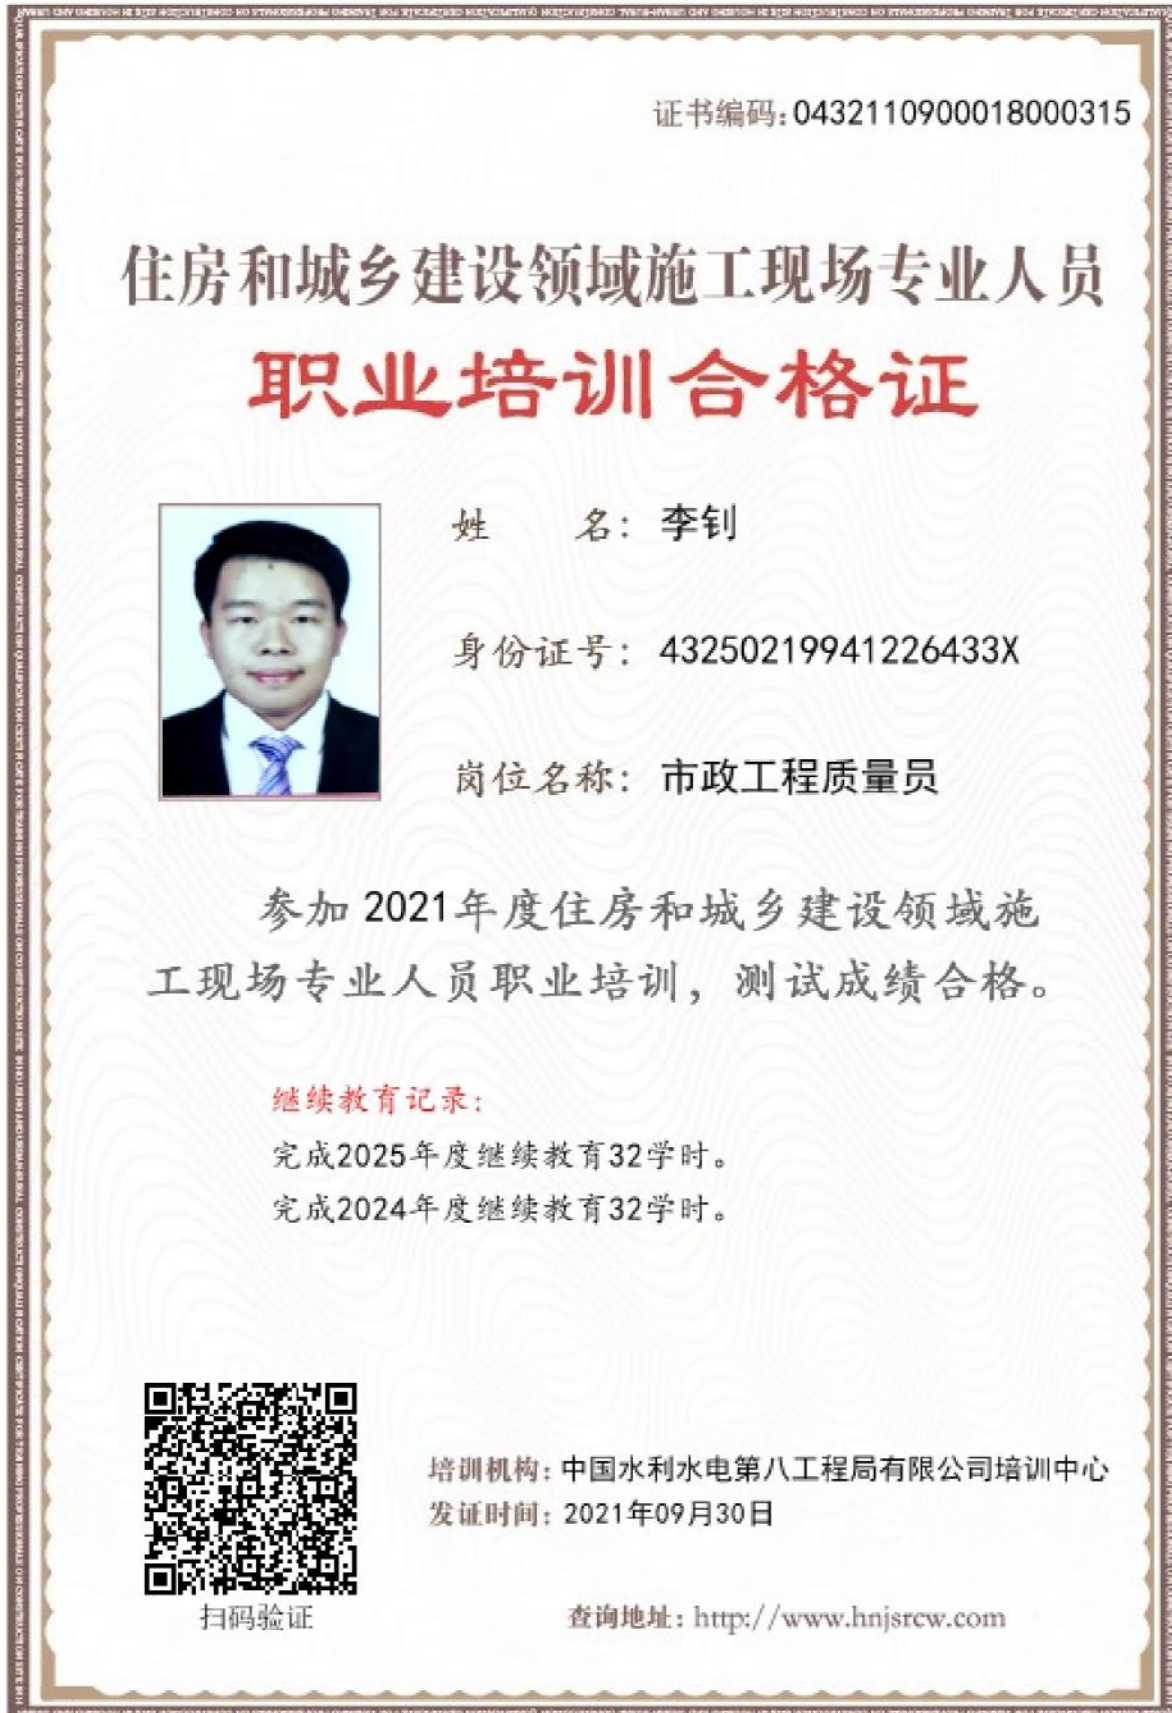 证书编码:0432110900018000315
住房和城乡建设领域施工现场专业人员
职业培训合格证
姓名：李钊
身份证号：43250219941226433X
岗位名称：市政工程质量员
参加 2021年度住房和城乡建设领域施
工现场专业人员职业培训，测试成绩合格。
继续教育记录：
完成2025年度继续教育32学时。
完成2024年度继续教育32学时。
扫码验证
培训机构：中国水利水电第八工程局有限公司培训中心
发证时间：2021年09月30日
查询地址：http://www.hnjsrcw.com